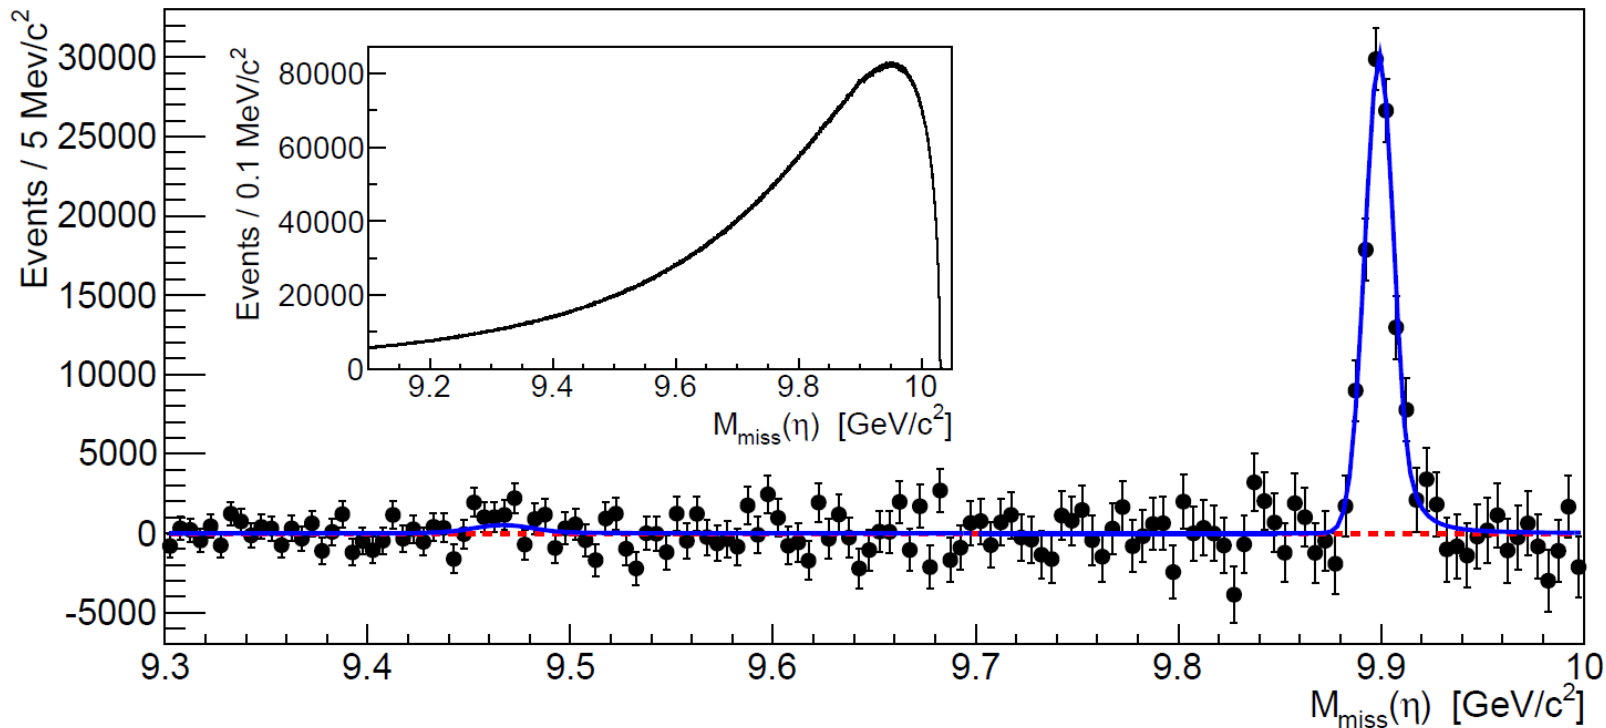 Events / 5 Mev/c²
30000
25000
20000
15000
10000
5000
0
-5000
9.3 9.4 9.5 9.6 9.7 9.8 9.9 10
M_miss(η) [GeV/c²]
Events / 0.1 MeV/c²
80000
60000
40000
20000
0
9.2 9.4 9.6 9.8 10
M_miss(η) [GeV/c²]